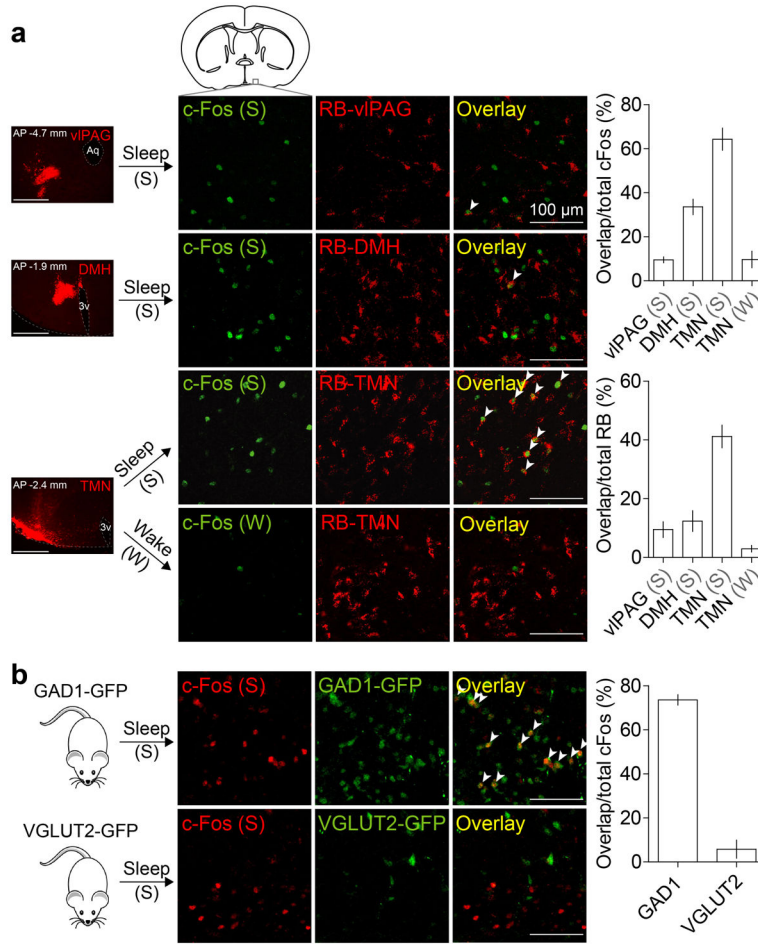 a
c-Fos (S)
RB-vlPAG
Overlay
100 µm
AP -4.7 mm
vlPAG
Aq
Sleep
(S)
Overlap/total cFos (%)
80
60
40
20
0
vlPAG (S)
DMH (S)
TMN (S)
TMN (W)
c-Fos (S)
RB-DMH
Overlay
AP -1.9 mm
DMH
3v
Sleep
(S)
c-Fos (S)
RB-TMN
Overlay
AP -2.4 mm
TMN
3v
Sleep
(S)
Wake
(W)
c-Fos (W)
RB-TMN
Overlay
Overlap/total RB (%)
60
40
20
0
vlPAG (S)
DMH (S)
TMN (S)
TMN (W)
b
GAD1-GFP
Sleep
(S)
c-Fos (S)
GAD1-GFP
Overlay
VGLUT2-GFP
Sleep
(S)
c-Fos (S)
VGLUT2-GFP
Overlay
Overlap/total cFos (%)
80
60
40
20
0
GAD1
VGLUT2